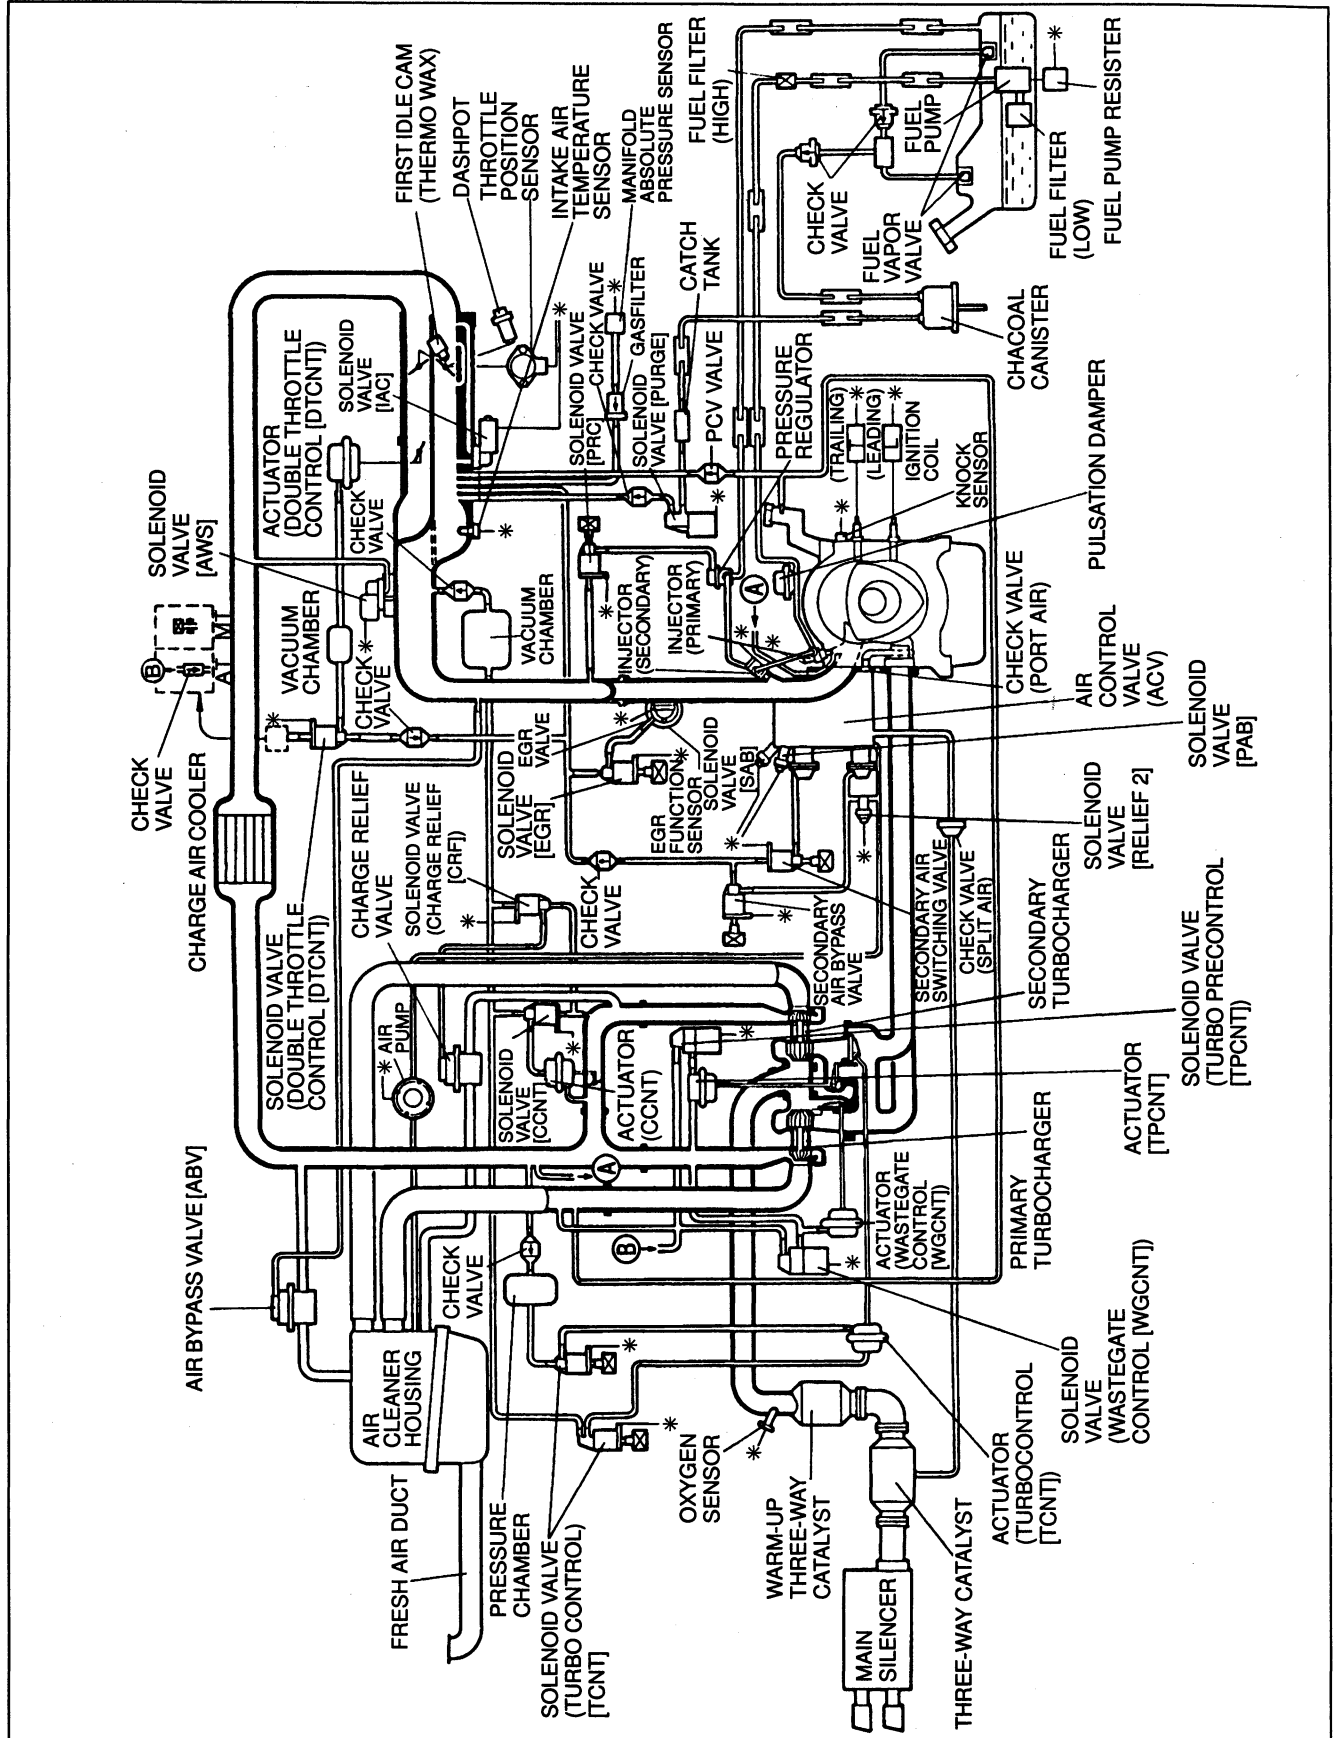 FRESH AIR DUCT
AIR
CLEANER
HOUSING
AIR BYPASS VALVE [ABV]
CHARGE AIR COOLER
CHECK
VALVE
B
AT
MT
SOLENOID
VALVE
[AWS]
ACTUATOR
(DOUBLE THROTTLE
CONTROL [DTCNT])
SOLENOID
VALVE
[IAC]
FIRST IDLE CAM
(THERMO WAX)
DASHPOT
THROTTLE
POSITION
SENSOR
INTAKE AiR
TEMPERATURE
SENSOR
MANIFOLD
ABSOLUTE
PRESSURE SENSOR
FUEL FILTER
(HIGH)
SOLENOID VALVE
(DOUBLE THROTTLE
CONTROL [DTCNT])
VACUUM
CHAMBER
CHECK
VALVE
CHECK
VALVE
VACUUM
CHAMBER
SOLENOID VALVE
[PRC]
CHECK VALVE
GASFILTER
SOLENOID
VALVE [PURGE]
CATCH
TANK
PCV VALVE
PRESSURE
REGULATOR
CHECK
VALVE
FUEL
VAPOR
VALVE
FUEL
PUMP
FUEL FILTER
(LOW)
FUEL PUMP RESISTER
CHACOAL
CANISTER
(TRAILING)
(LEADING)
IGNITION
COIL
KNOCK
SENSOR
PULSATION DAMPER
CHARGE RELIEF
VALVE
SOLENOID VALVE
(CHARGE RELIEF
[CRF])
AIR
PUMP
SOLENOID
VALVE
[EGR]
EGR
VALVE
INJECTOR
(SECONDARY)
INJECTOR
(PRIMARY)
A
EGR
FUNCTION
SENSOR
SOLENOID
VALVE
[SAB]
CHECK
VALVE
SOLENOID
VALVE
[CCNT]
ACTUATOR
(CCNT)
A
CHECK
VALVE
PRESSURE
CHAMBER
SOLENOID VALVE
(TURBO CONTROL)
[TCNT]
B
OXYGEN
SENSOR
WARM-UP
THREE-WAY
CATALYST
MAIN
SILENCER
THREE-WAY CATALYST
ACTUATOR
(TURBOCONTROL
[TCNT])
SOLENOID
VALVE
(WASTEGATE
CONTROL [WGCNT])
ACTUATOR
(WASTEGATE
CONTROL
[WGCNT])
PRIMARY
TURBOCHARGER
ACTUATOR
[TPCNT]
SOLENOID VALVE
(TURBO PRECONTROL
[TPCNT])
SECONDARY
TURBOCHARGER
SECONDARY
AIR BYPASS
VALVE
SECONDARY AIR
SWITCHING VALVE
CHECK VALVE
(SPLIT AIR)
SOLENOID
VALVE
[RELIEF 2]
SOLENOID
VALVE
[PAB]
AIR
CONTROL
VALVE
(ACV)
CHECK VALVE
(PORT AIR)